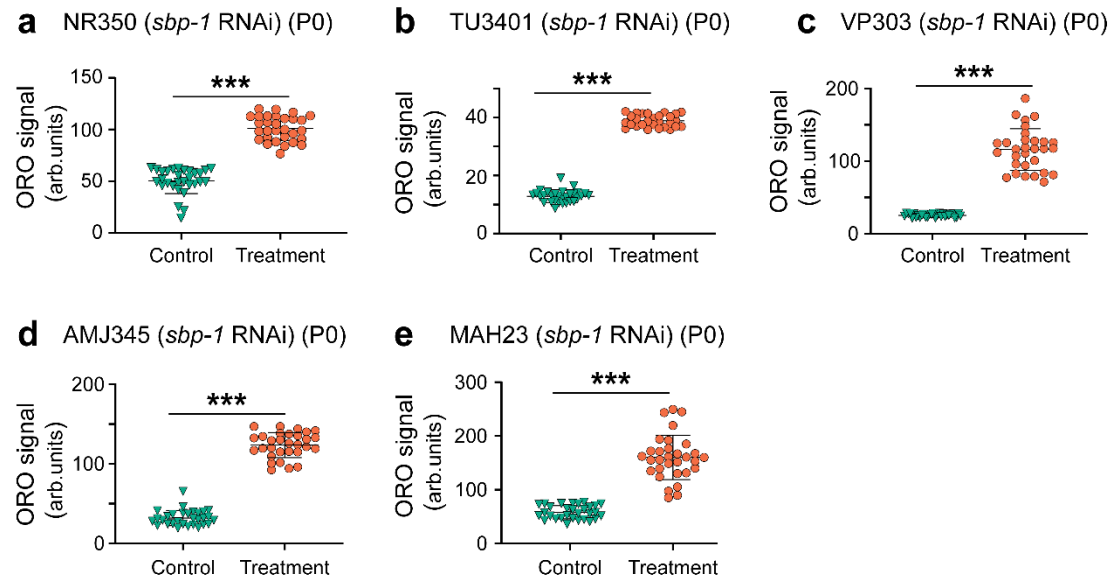 a NR350 (sbp-1 RNAi) (P0)
***
ORO signal
(arb.units)
150
100
50
0
Control Treatment
b TU3401 (sbp-1 RNAi) (P0)
***
ORO signal
(arb.units)
40
20
0
Control Treatment
c VP303 (sbp-1 RNAi) (P0)
***
ORO signal
(arb.units)
200
100
0
Control Treatment
d AMJ345 (sbp-1 RNAi) (P0)
***
ORO signal
(arb.units)
200
100
0
Control Treatment
e MAH23 (sbp-1 RNAi) (P0)
***
ORO signal
(arb.units)
300
200
100
0
Control Treatment